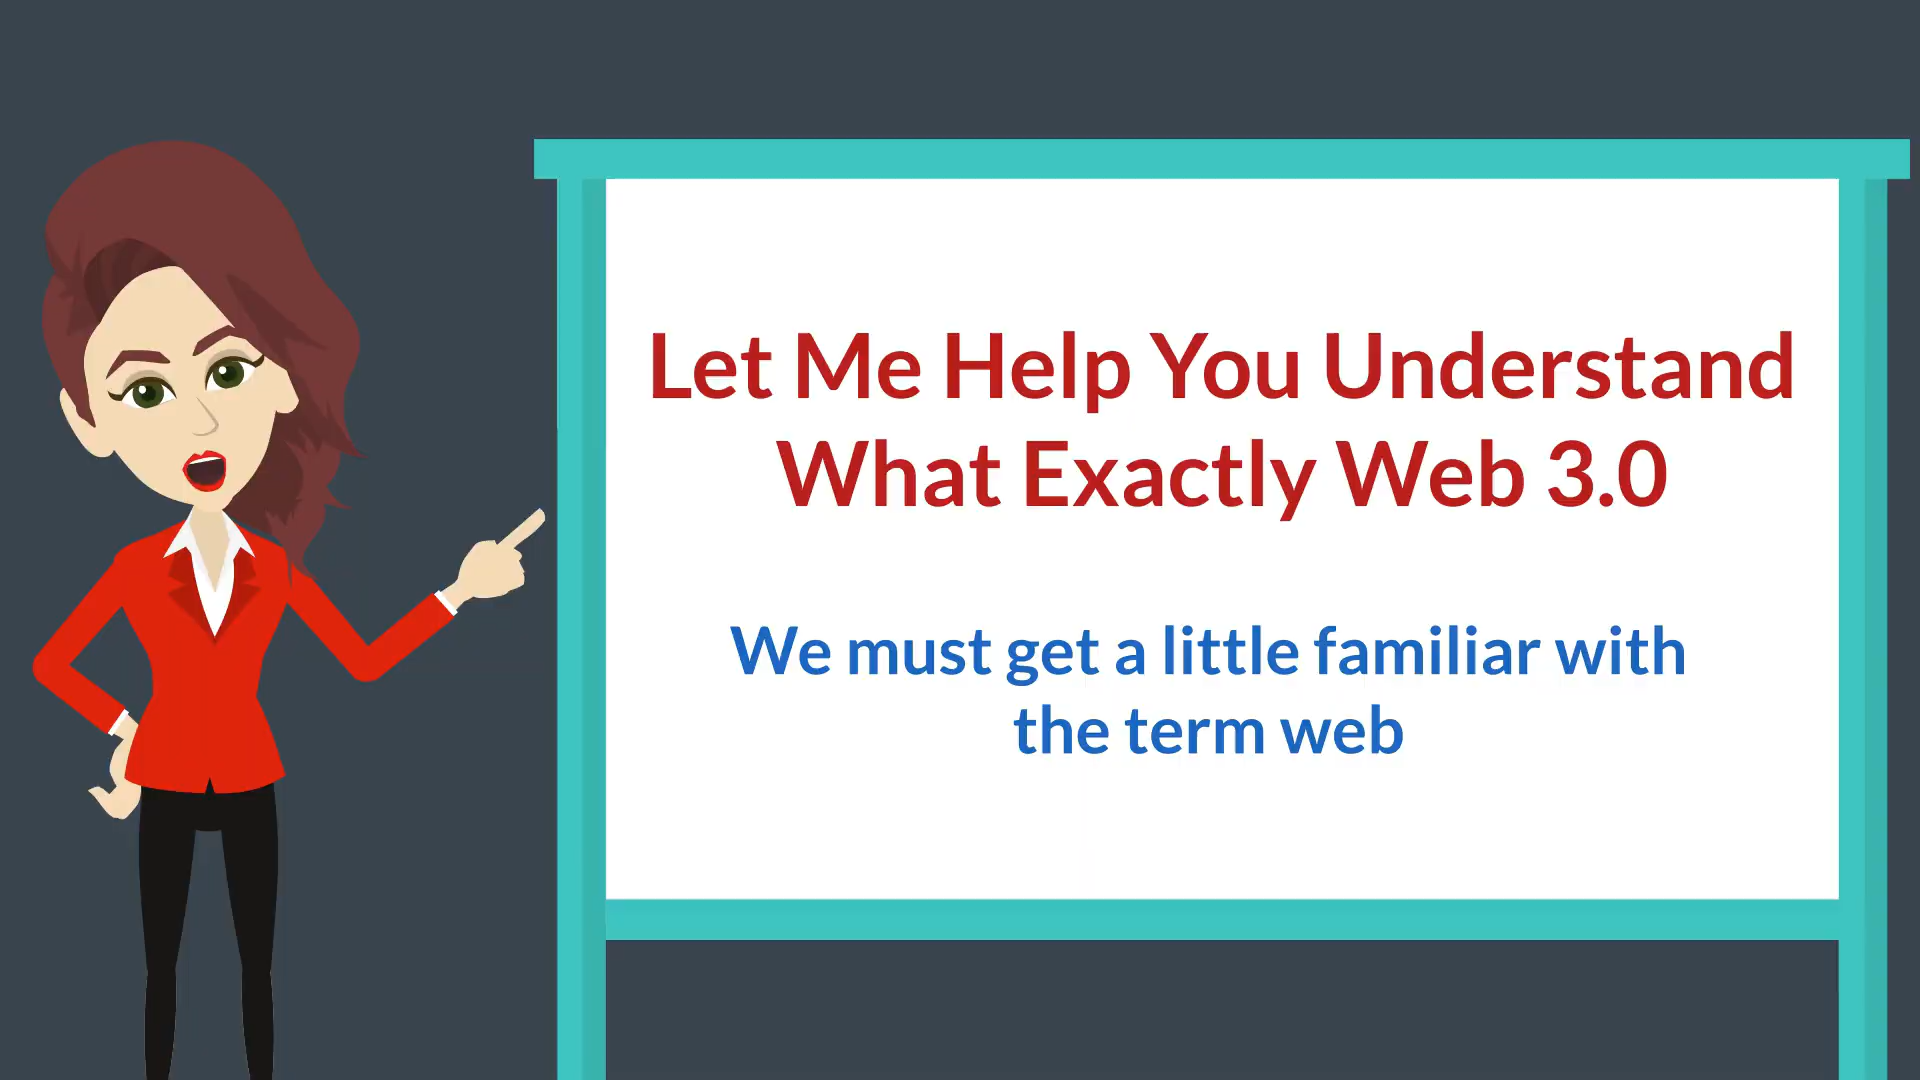 Let Me Help You Understand
What Exactly Web 3.0
We must get a little familiar with
the term web